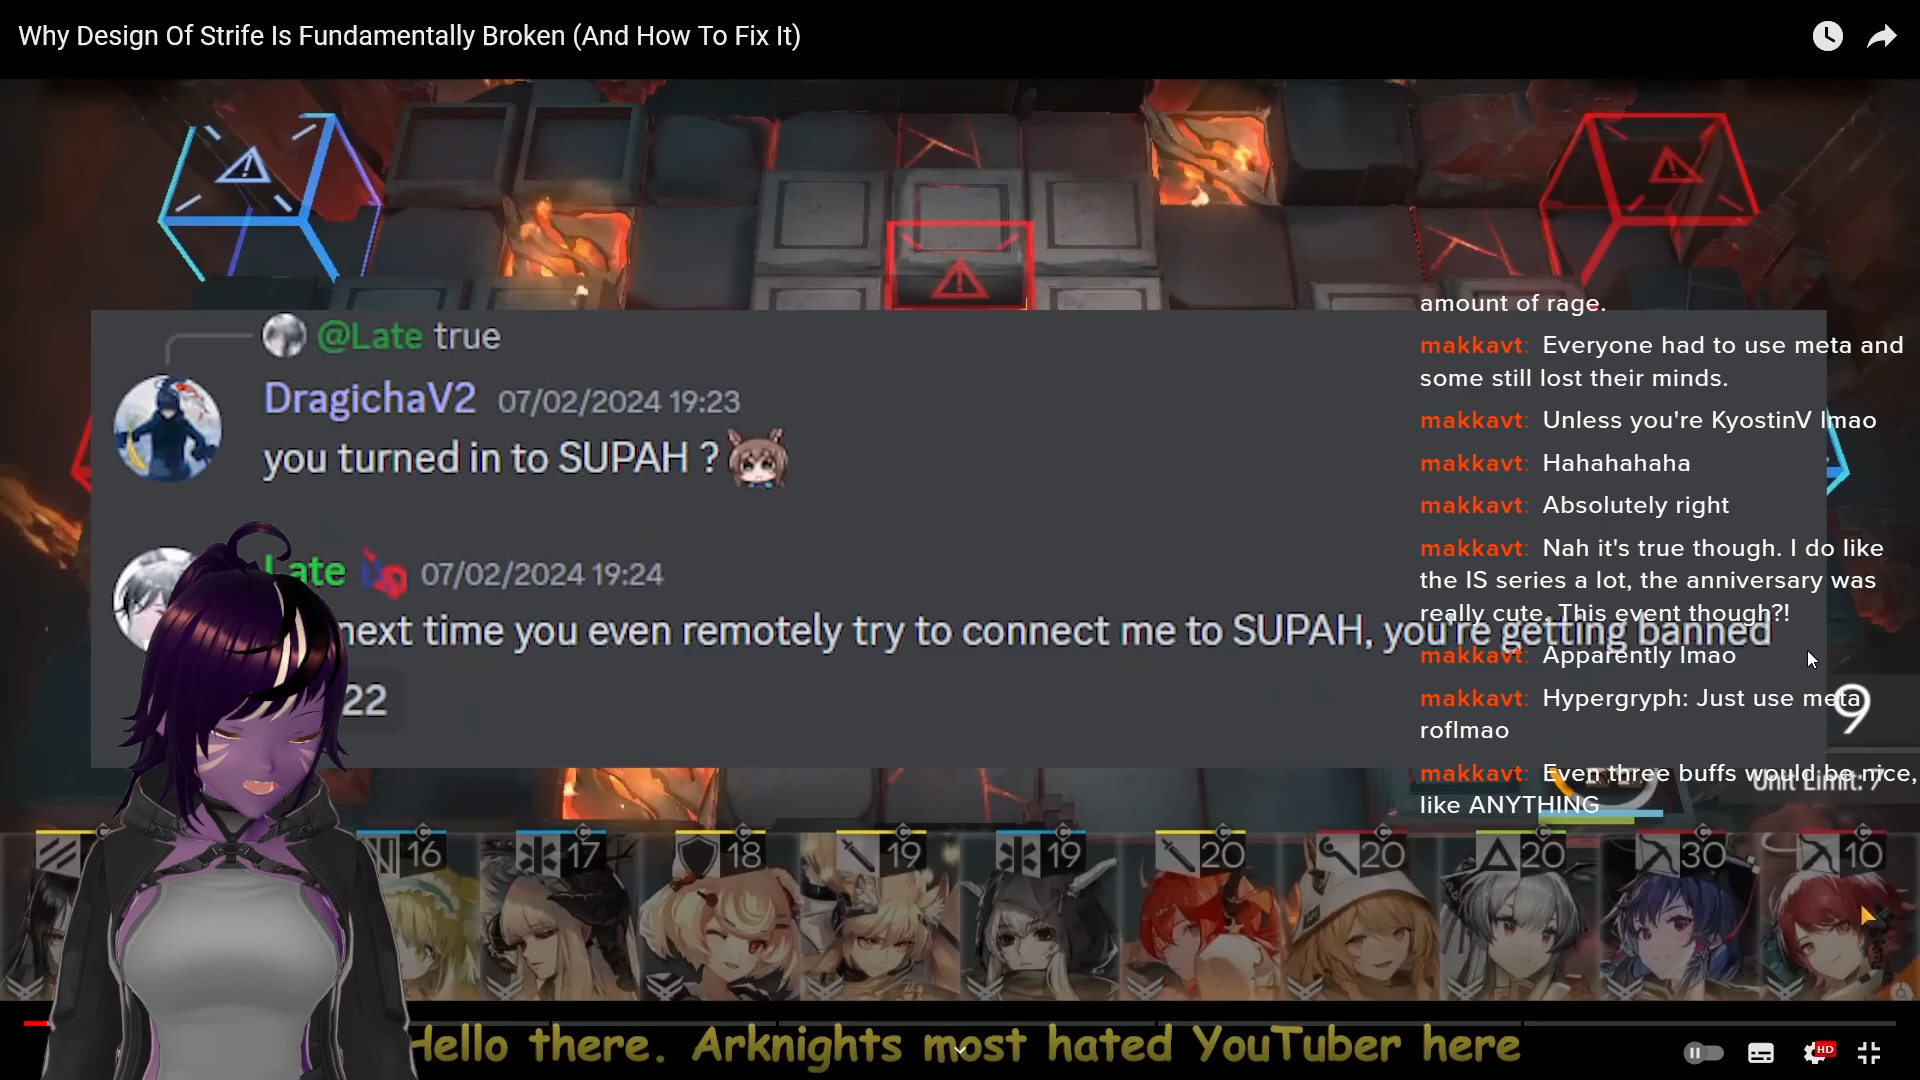 Why Design Of Strife Is Fundamentally Broken (And How To Fix It)
@Late true
DragichaV2 07/02/2024 19:23
you turned in to SUPAH ?
Late 07/02/2024 19:24
next time you even remotely try to connect me to SUPAH, you're getting banned
22
amount of rage.
makkavt: Everyone had to use meta and
some still lost their minds.
makkavt: Unless you're KyostinV lmao
makkavt: Hahahahaha
makkavt: Absolutely right
makkavt: Nah it's true though. I do like
the IS series a lot, the anniversary was
really cute. This event though?!
makkavt: Apparently lmao
makkavt: Hypergryph: Just use meta
roflmao
makkavt: Even three buffs would be nice,
like ANYTHING
9
Unit Limit: 7
16 17 18 19 19 20 20 20 30 10
Hello there. Arknights most hated YouTuber here
HD